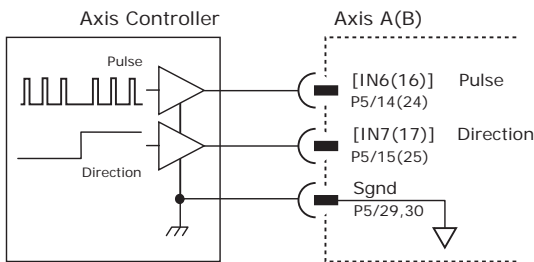 Axis Controller
Axis A(B)
Pulse
[IN6(16)] Pulse
P5/14(24)
[IN7(17)] Direction
P5/15(25)
Direction
Sgnd
P5/29,30